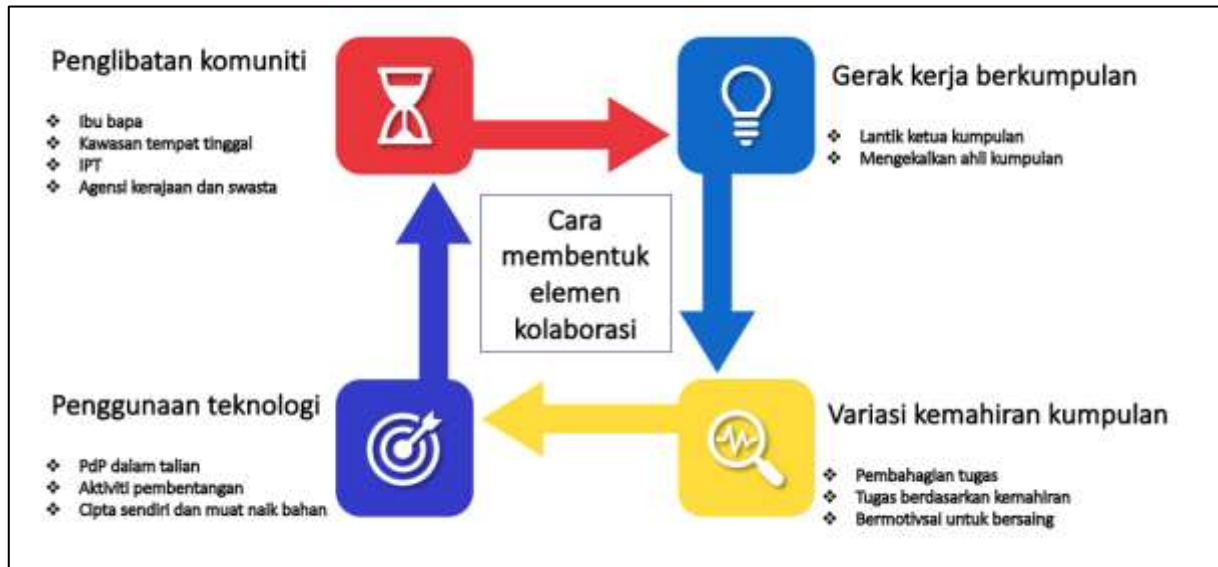 Penglibatan komuniti
❖ Ibu bapa
❖ Kawasan tempat tinggal
❖ IPT
❖ Agensi kerajaan dan swasta
Gerak kerja berkumpulan
❖ Lantik ketua kumpulan
❖ Mengekalkan ahli kumpulan
Cara
membentuk
elemen
kolaborasi
Penggunaan teknologi
❖ PdP dalam talian
❖ Aktiviti pembentangan
❖ Cipta sendiri dan muat naik bahan
Variasi kemahiran kumpulan
❖ Pembahagian tugas
❖ Tugas berdasarkan kemahiran
❖ Bermotivsai untuk bersaing